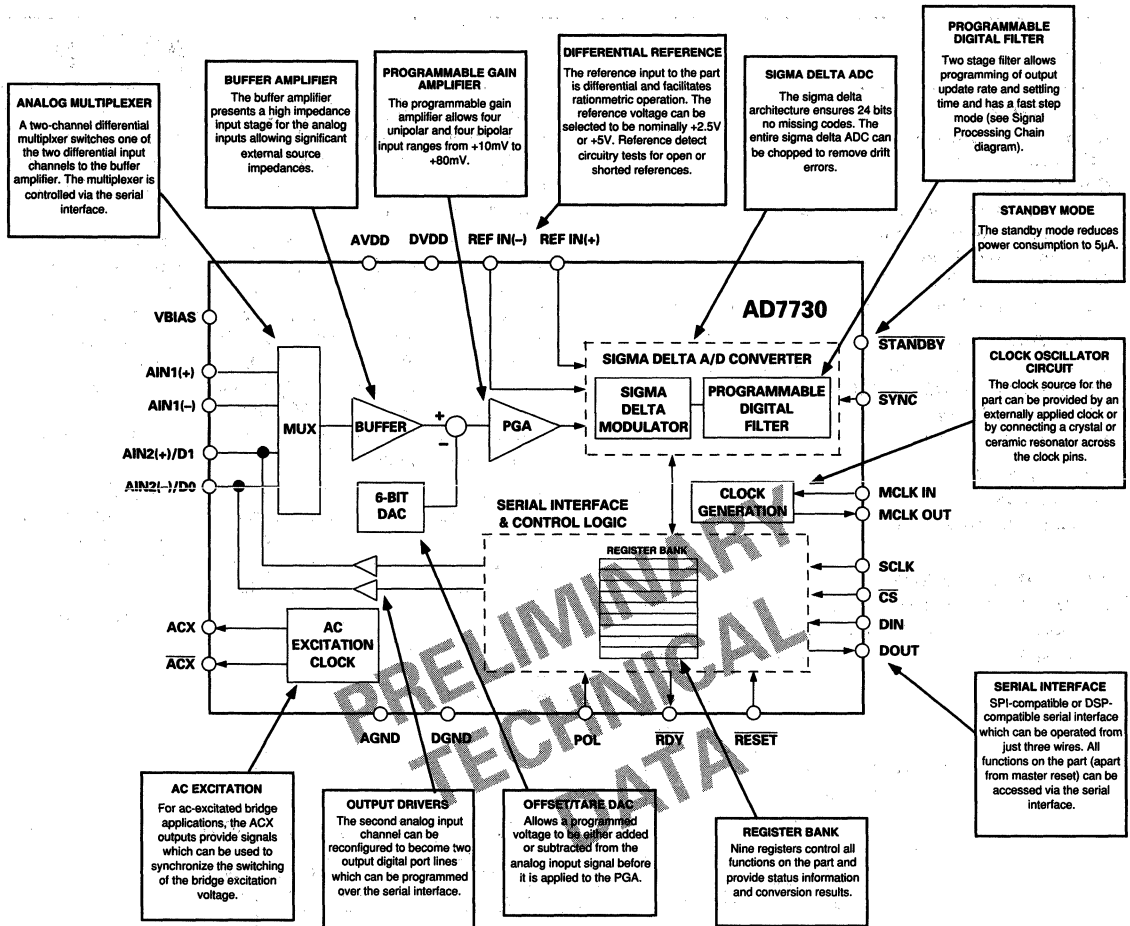 ANALOG MULTIPLEXER
A two-channel differential
multiplxer switches one of
the two differential input
channels to the buffer
amplifier. The multiplexer is
controlled via the serial
interface.
BUFFER AMPLIFIER
The buffer amplifier
presents a high impedance
input stage for the analog
inputs allowing significant
external source
impedances.
PROGRAMMABLE GAIN
AMPLIFIER
The programmable gain
amplifier allows four
unipolar and four bipolar
input ranges from +10mV to
+80mV.
DIFFERENTIAL REFERENCE
The reference input to the part
is differential and facilitates
rationmetric operation. The
reference voltage can be
selected to be nominally +2.5V
or +5V. Reference detect
circuitry tests for open or
shorted references.
SIGMA DELTA ADC
The sigma delta
architecture ensures 24 bits
no missing codes. The
entire sigma delta ADC can
be chopped to remove drift
errors.
PROGRAMMABLE
DIGITAL FILTER
Two stage filter allows
programming of output
update rate and settling
time and has a fast step
mode (see Signal
Processing Chain
diagram).
STANDBY MODE
The standby mode reduces
power consumption to 5µA.
CLOCK OSCILLATOR
CIRCUIT
The clock source for the
part can be provided by an
externally applied clock or
by connecting a crystal or
ceramic resonator across
the clock pins.
SERIAL INTERFACE
SPI-compatible or DSP-
compatible serial interface
which can be operated from
just three wires. All
functions on the part (apart
from master reset) can be
accessed via the serial
interface.
AVDD DVDD REF IN(–) REF IN(+)
AD7730
VBIAS
AIN1(+)
AIN1(–)
AIN2(+)/D1
AIN2(–)/D0
ACX
ACX
MUX
BUFFER
+
–
PGA
6-BIT
DAC
SIGMA DELTA A/D CONVERTER
SIGMA
DELTA
MODULATOR
PROGRAMMABLE
DIGITAL
FILTER
SERIAL INTERFACE
& CONTROL LOGIC
CLOCK
GENERATION
REGISTER BANK
AC
EXCITATION
CLOCK
STANDBY
SYNC
MCLK IN
MCLK OUT
SCLK
CS
DIN
DOUT
AGND DGND POL RDY RESET
PRELIMINARY
TECHNICAL
DATA
AC EXCITATION
For ac-excitated bridge
applications, the ACX
outputs provide signals
which can be used to
synchronize the switching
of the bridge excitation
voltage.
OUTPUT DRIVERS
The second analog input
channel can be
reconfigured to become two
output digital port lines
which can be programmed
over the serial interface.
OFFSET/TARE DAC
Allows a programmed
voltage to be either added
or subtracted from the
analog inoput signal before
it is applied to the PGA.
REGISTER BANK
Nine registers control all
functions on the part and
provide status information
and conversion results.